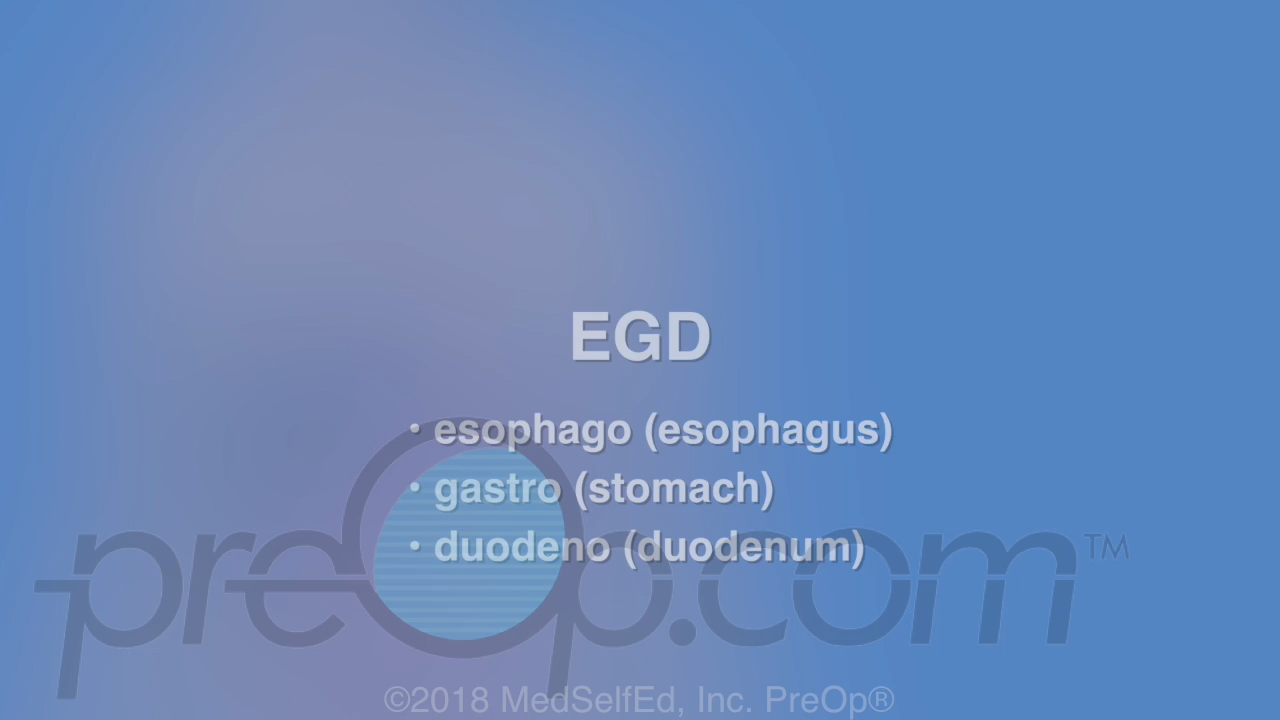 EGD
• esophago (esophagus)
• gastro (stomach)
• duodeno (duodenum)
preOp.com™
©2018 MedSelfEd, Inc. PreOp®